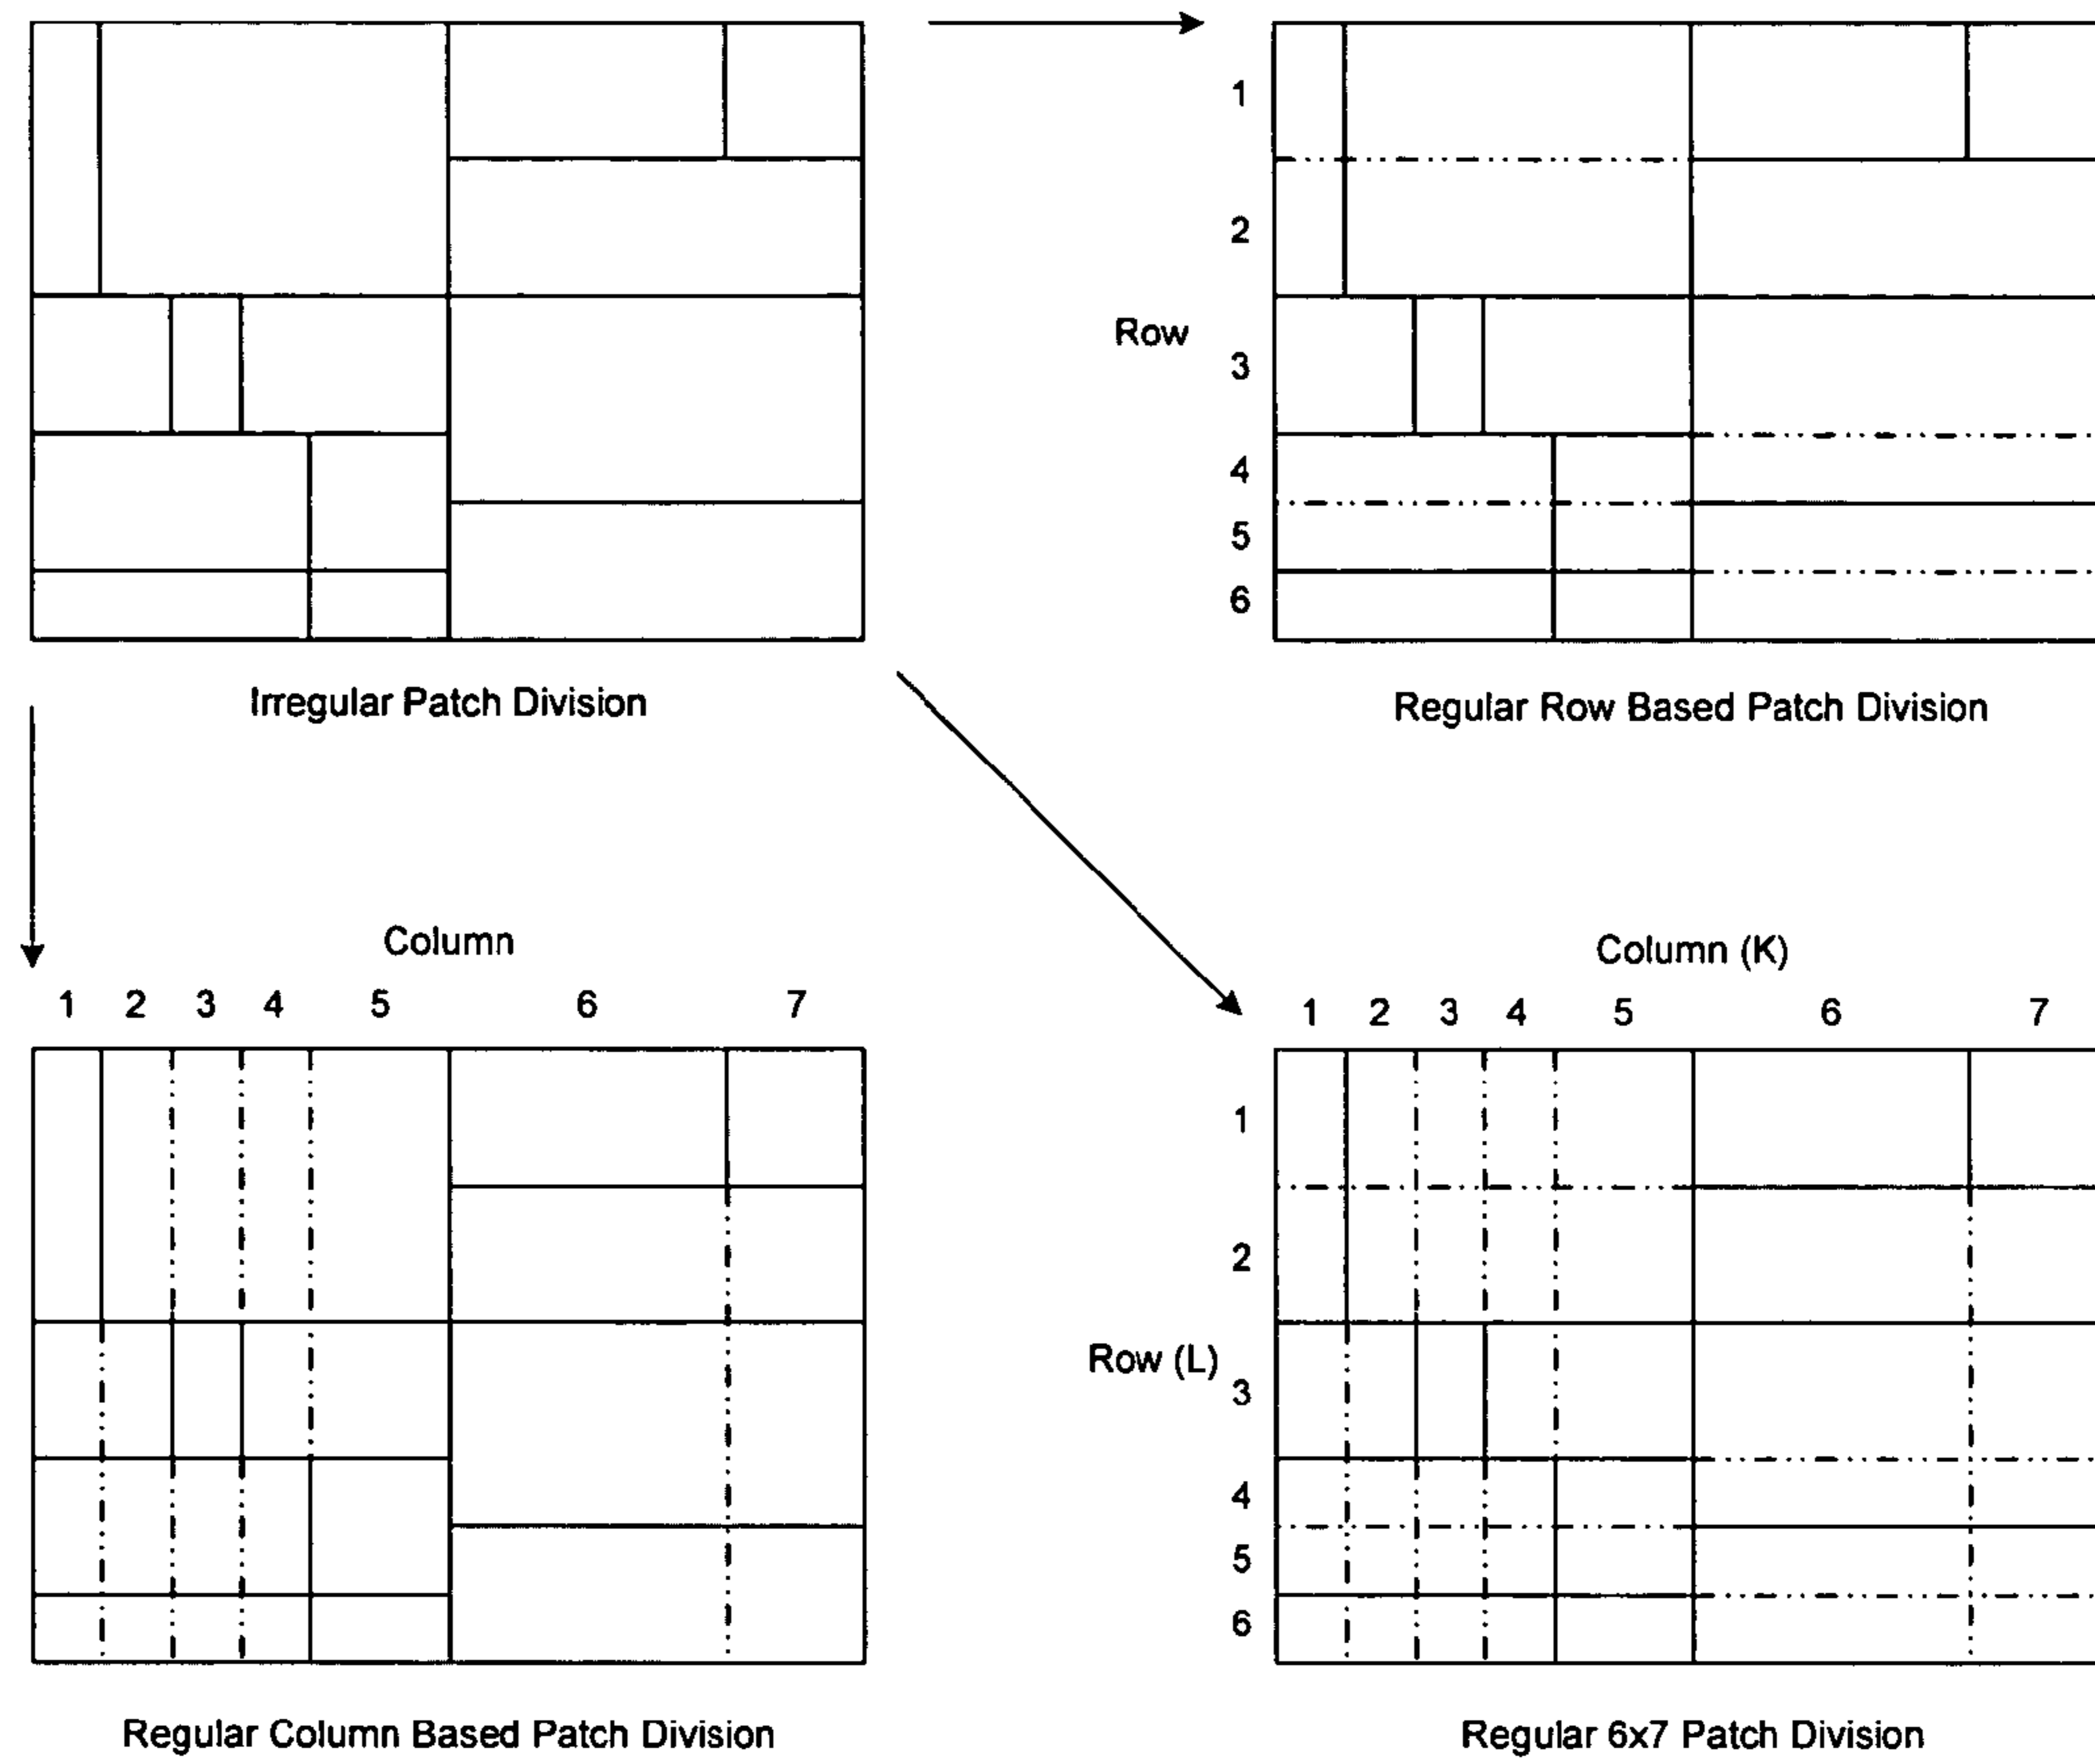 1
2
Row
3
4
5
6
Irregular Patch Division
Regular Row Based Patch Division
Column
1 2 3 4 5 6 7
Column (K)
1 2 3 4 5 6 7
1
2
Row (L)
3
4
5
6
Regular Column Based Patch Division
Regular 6x7 Patch Division